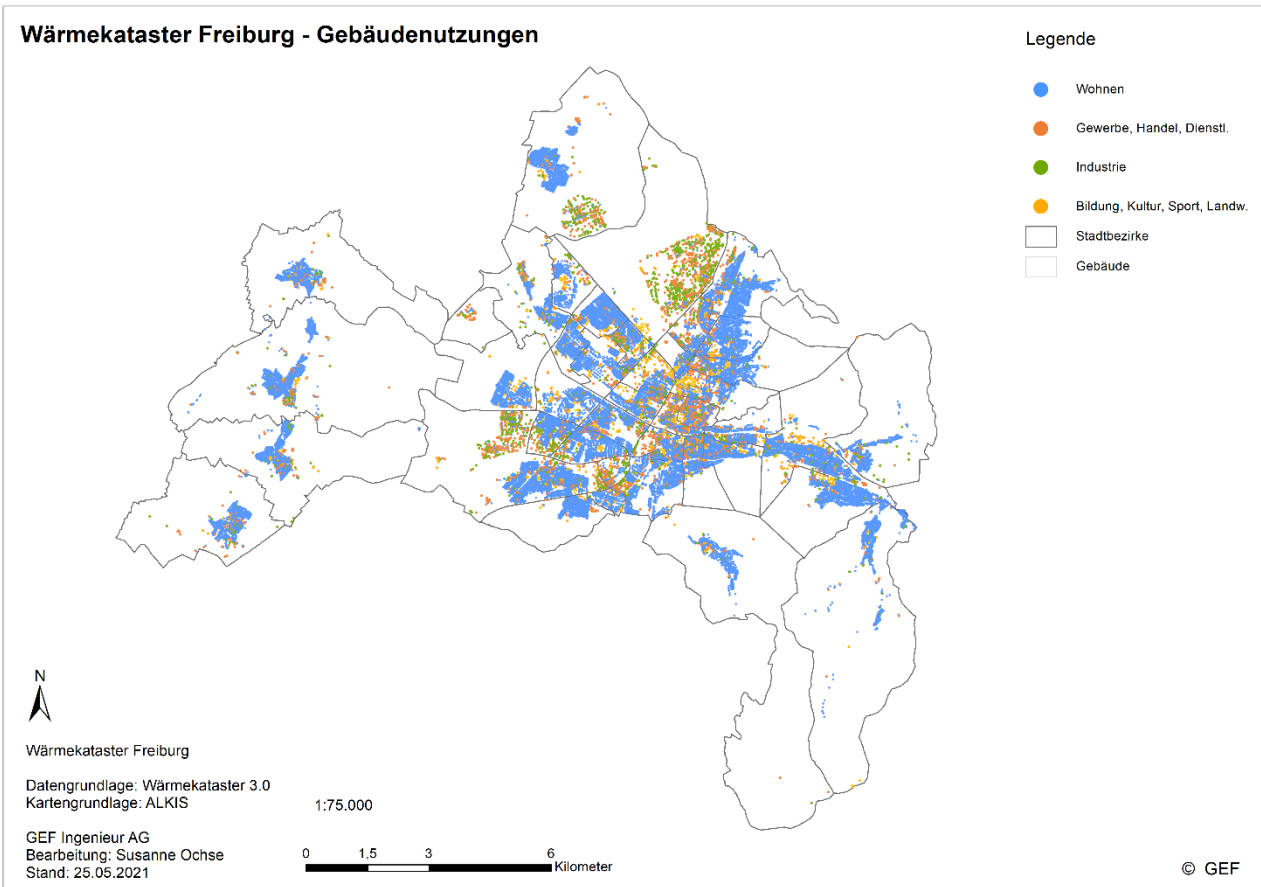 Wärmekataster Freiburg - Gebäudenutzungen
Legende
Wohnen
Gewerbe, Handel, Dienstl.
Industrie
Bildung, Kultur, Sport, Landw.
Stadtbezirke
Gebäude
N
Wärmekataster Freiburg
Datengrundlage: Wärmekataster 3.0
Kartengrundlage: ALKIS
1:75.000
GEF Ingenieur AG
Bearbeitung: Susanne Ochse
Stand: 25.05.2021
0 1,5 3 6
Kilometer
© GEF